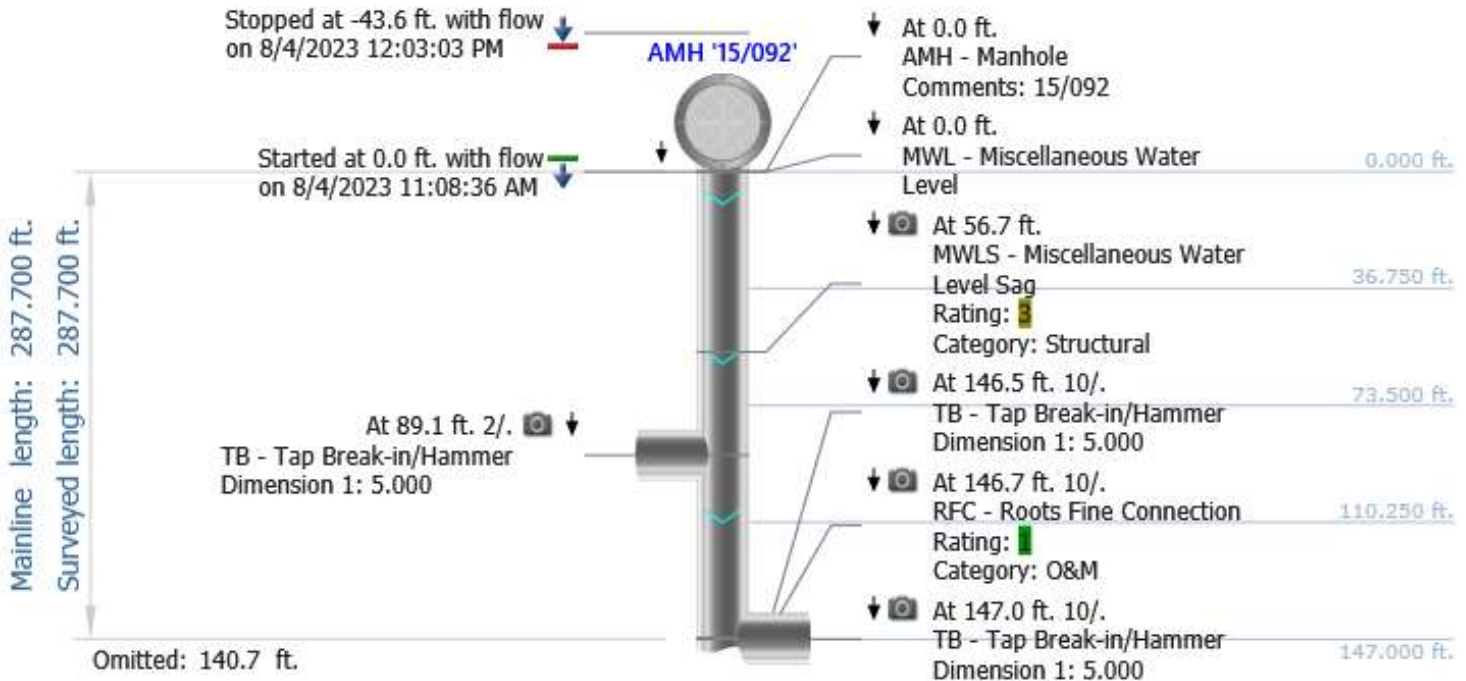 Stopped at -43.6 ft. with flow
on 8/4/2023 12:03:03 PM
AMH '15/092'
At 0.0 ft.
AMH - Manhole
Comments: 15/092
At 0.0 ft.
MWL - Miscellaneous Water
Level
0.000 ft.
Started at 0.0 ft. with flow
on 8/4/2023 11:08:36 AM
At 56.7 ft.
MWLS - Miscellaneous Water
Level Sag
Rating: 3
Category: Structural
36.750 ft.
Mainline length: 287.700 ft.
Surveyed length: 287.700 ft.
At 146.5 ft. 10/.
TB - Tap Break-in/Hammer
Dimension 1: 5.000
73.500 ft.
At 89.1 ft. 2/.
TB - Tap Break-in/Hammer
Dimension 1: 5.000
At 146.7 ft. 10/.
RFC - Roots Fine Connection
Rating: 1
Category: O&M
110.250 ft.
At 147.0 ft. 10/.
TB - Tap Break-in/Hammer
Dimension 1: 5.000
147.000 ft.
Omitted: 140.7 ft.